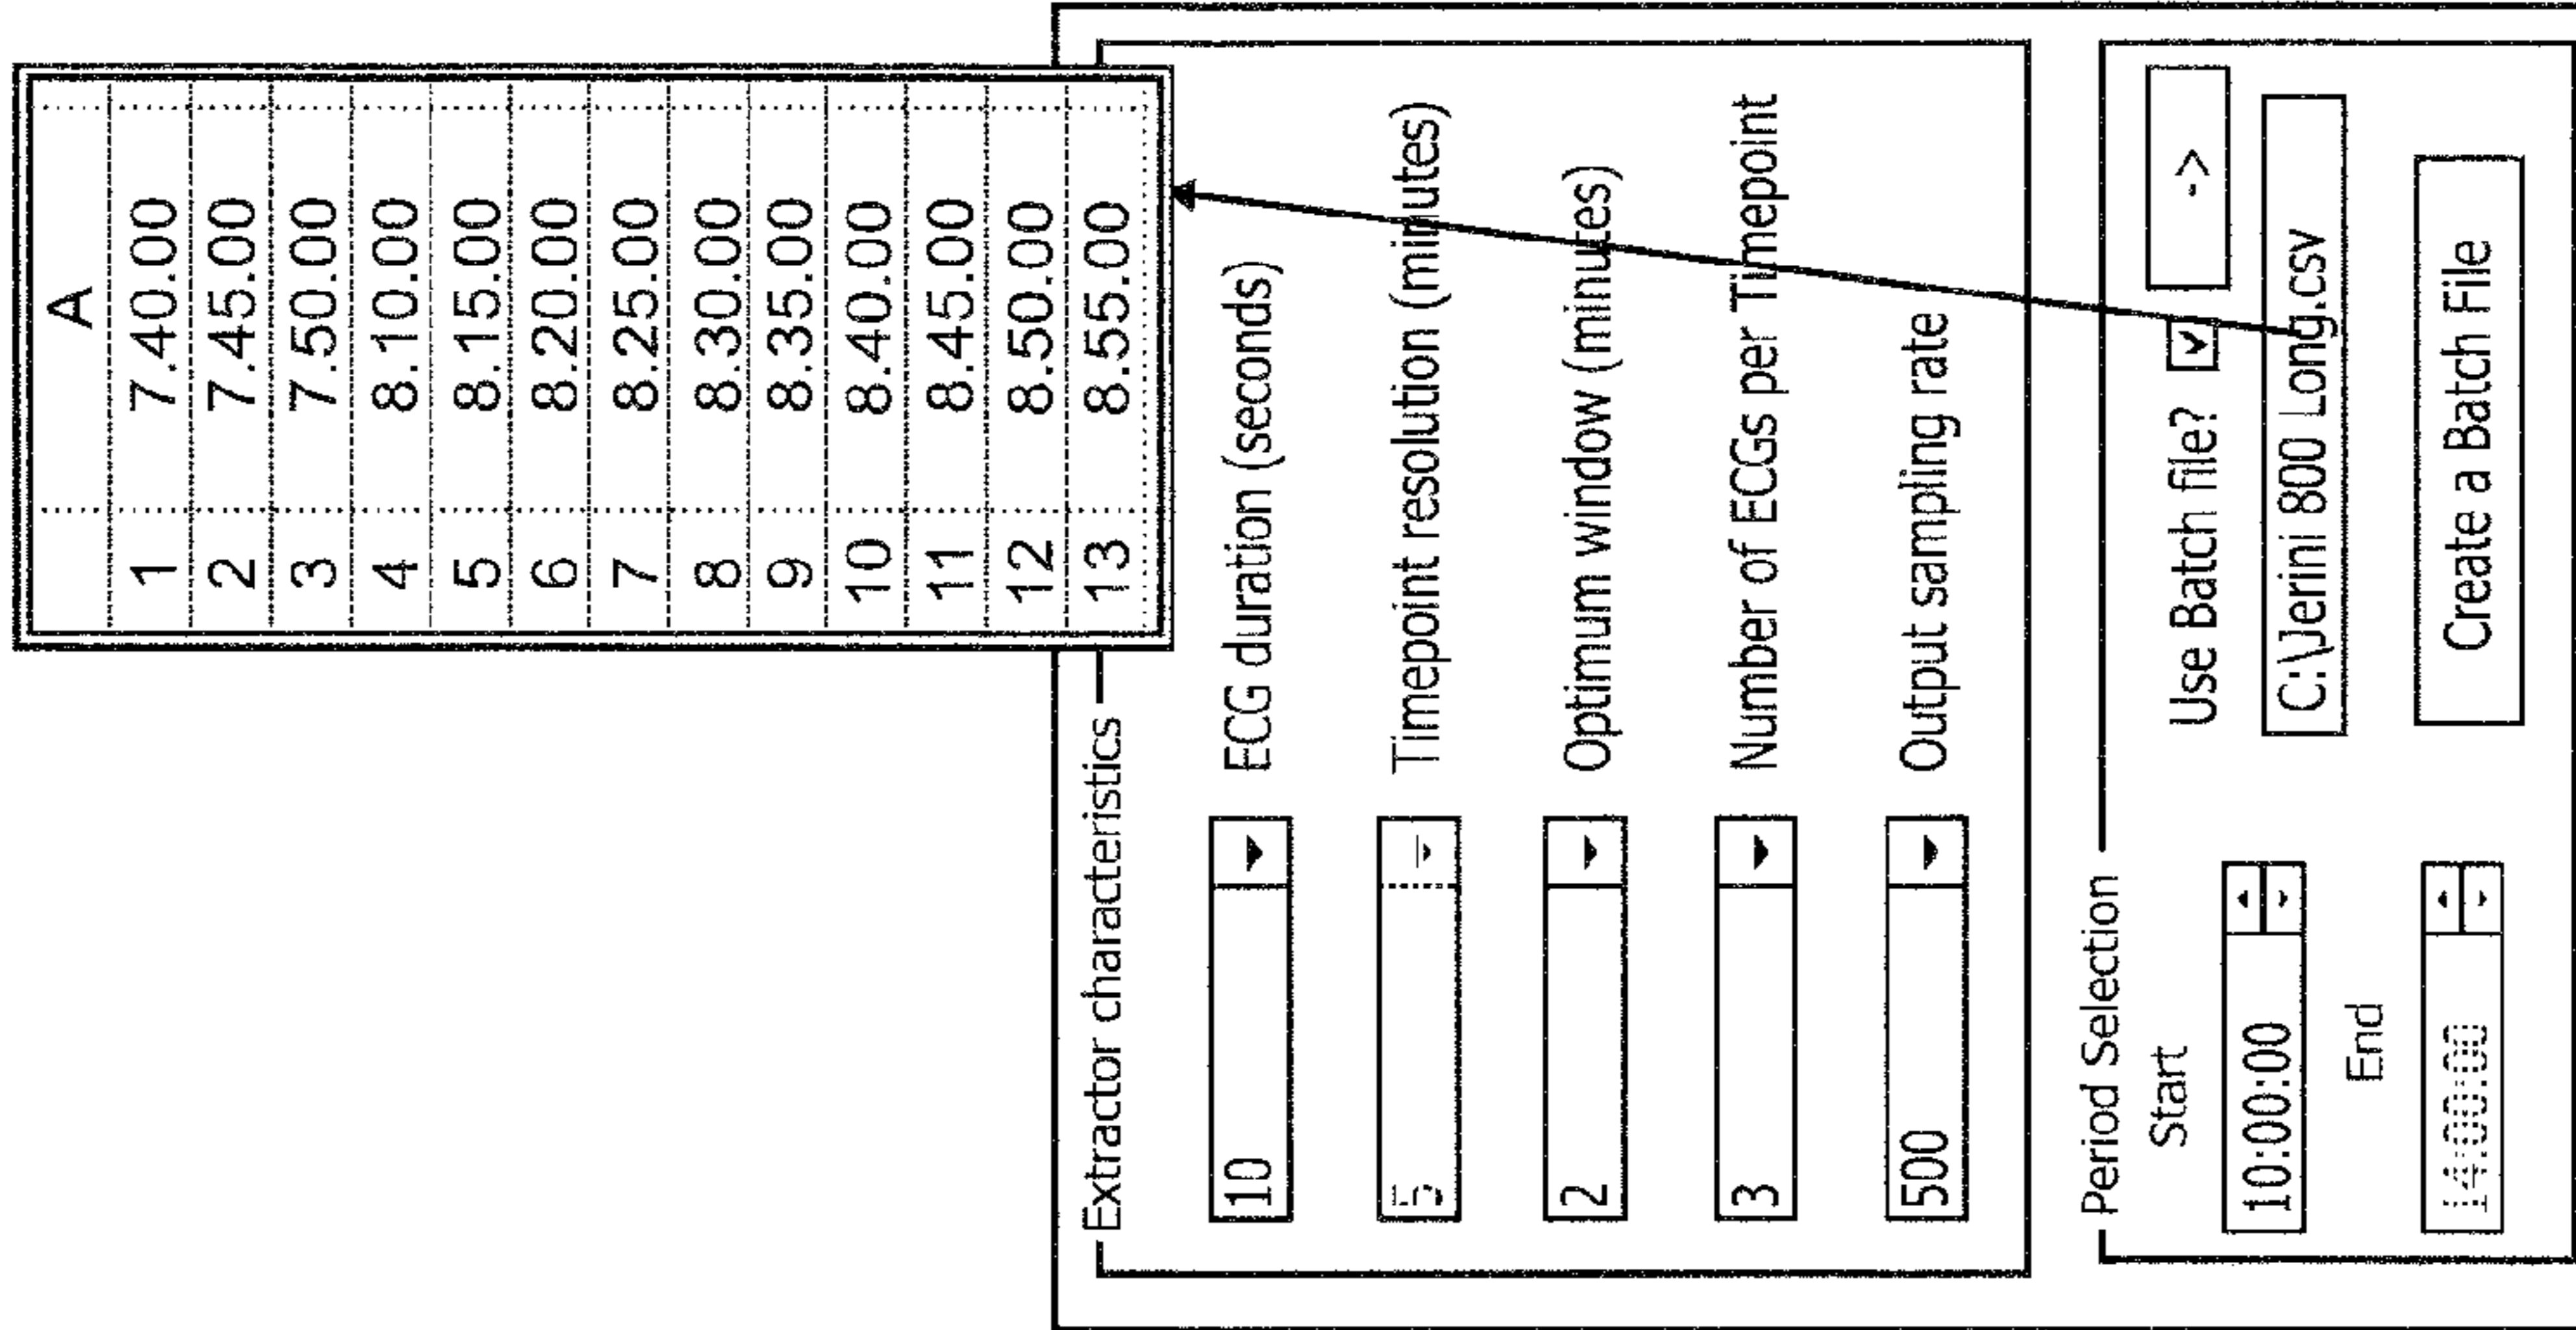 A
1 7.40.00
2 7.45.00
3 7.50.00
4 8.10.00
5 8.15.00
6 8.20.00
7 8.25.00
8 8.30.00
9 8.35.00
10 8.40.00
11 8.45.00
12 8.50.00
13 8.55.00
Extractor characteristics
10 ECG duration (seconds)
5 Timepoint resolution (minutes)
2 Optimum window (minutes)
3 Number of ECGs per Timepoint
500 Output sampling rate
Period Selection
Start
Use Batch file? ->
10:00:00
C:\Jerini 800 Long.csv
End
14:00:00
Create a Batch File